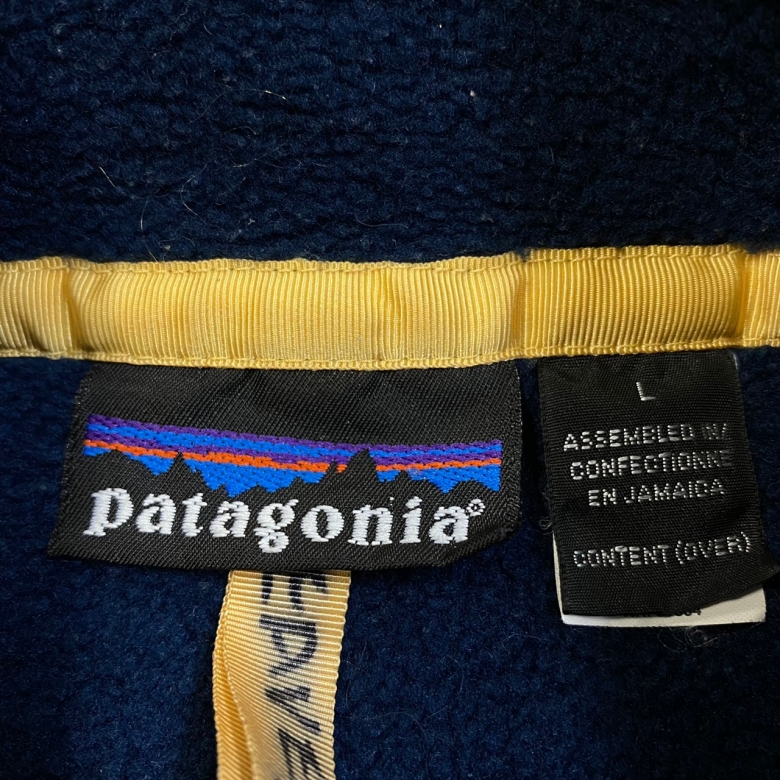 patagonia®
L
ASSEMBLED IN/
CONFECTIONNE
EN JAMAICA
CONTENT (OVER)